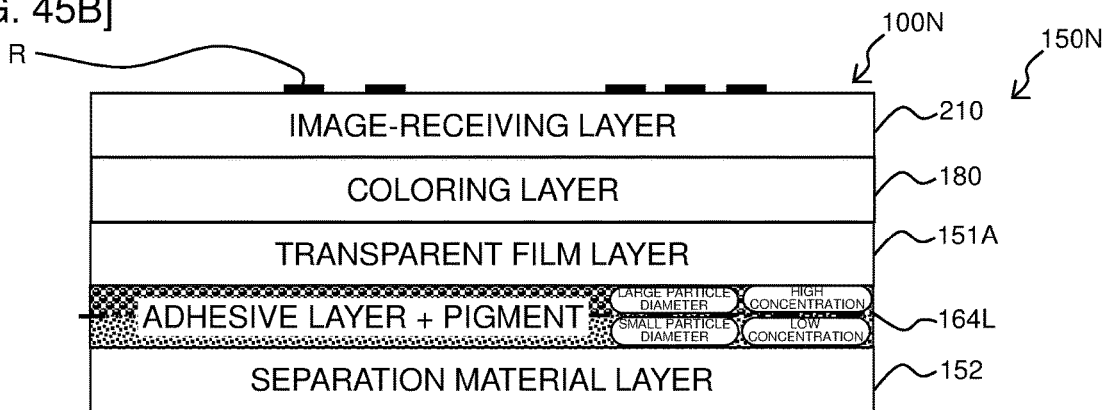 G. 45B]
R
100N
150N
IMAGE-RECEIVING LAYER
210
COLORING LAYER
180
TRANSPARENT FILM LAYER
151A
ADHESIVE LAYER + PIGMENT
LARGE PARTICLE
DIAMETER
HIGH
CONCENTRATION
SMALL PARTICLE
DIAMETER
LOW
CONCENTRATION
164L
SEPARATION MATERIAL LAYER
152